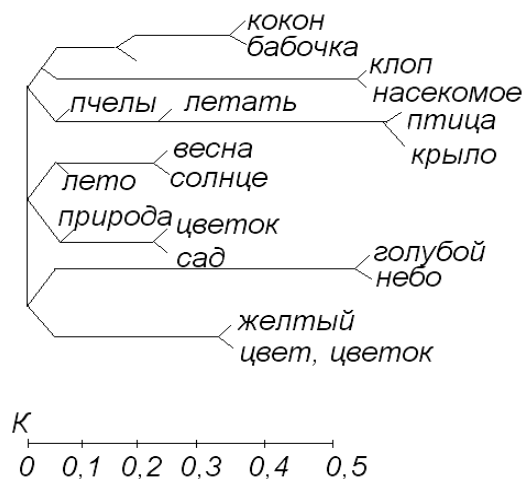 кокон
бабочка
клоп
насекомое
пчелы летать
птица
крыло
весна
лето солнце
природа цветок
сад
голубой
небо
желтый
цвет, цветок
К
0 0,1 0,2 0,3 0,4 0,5